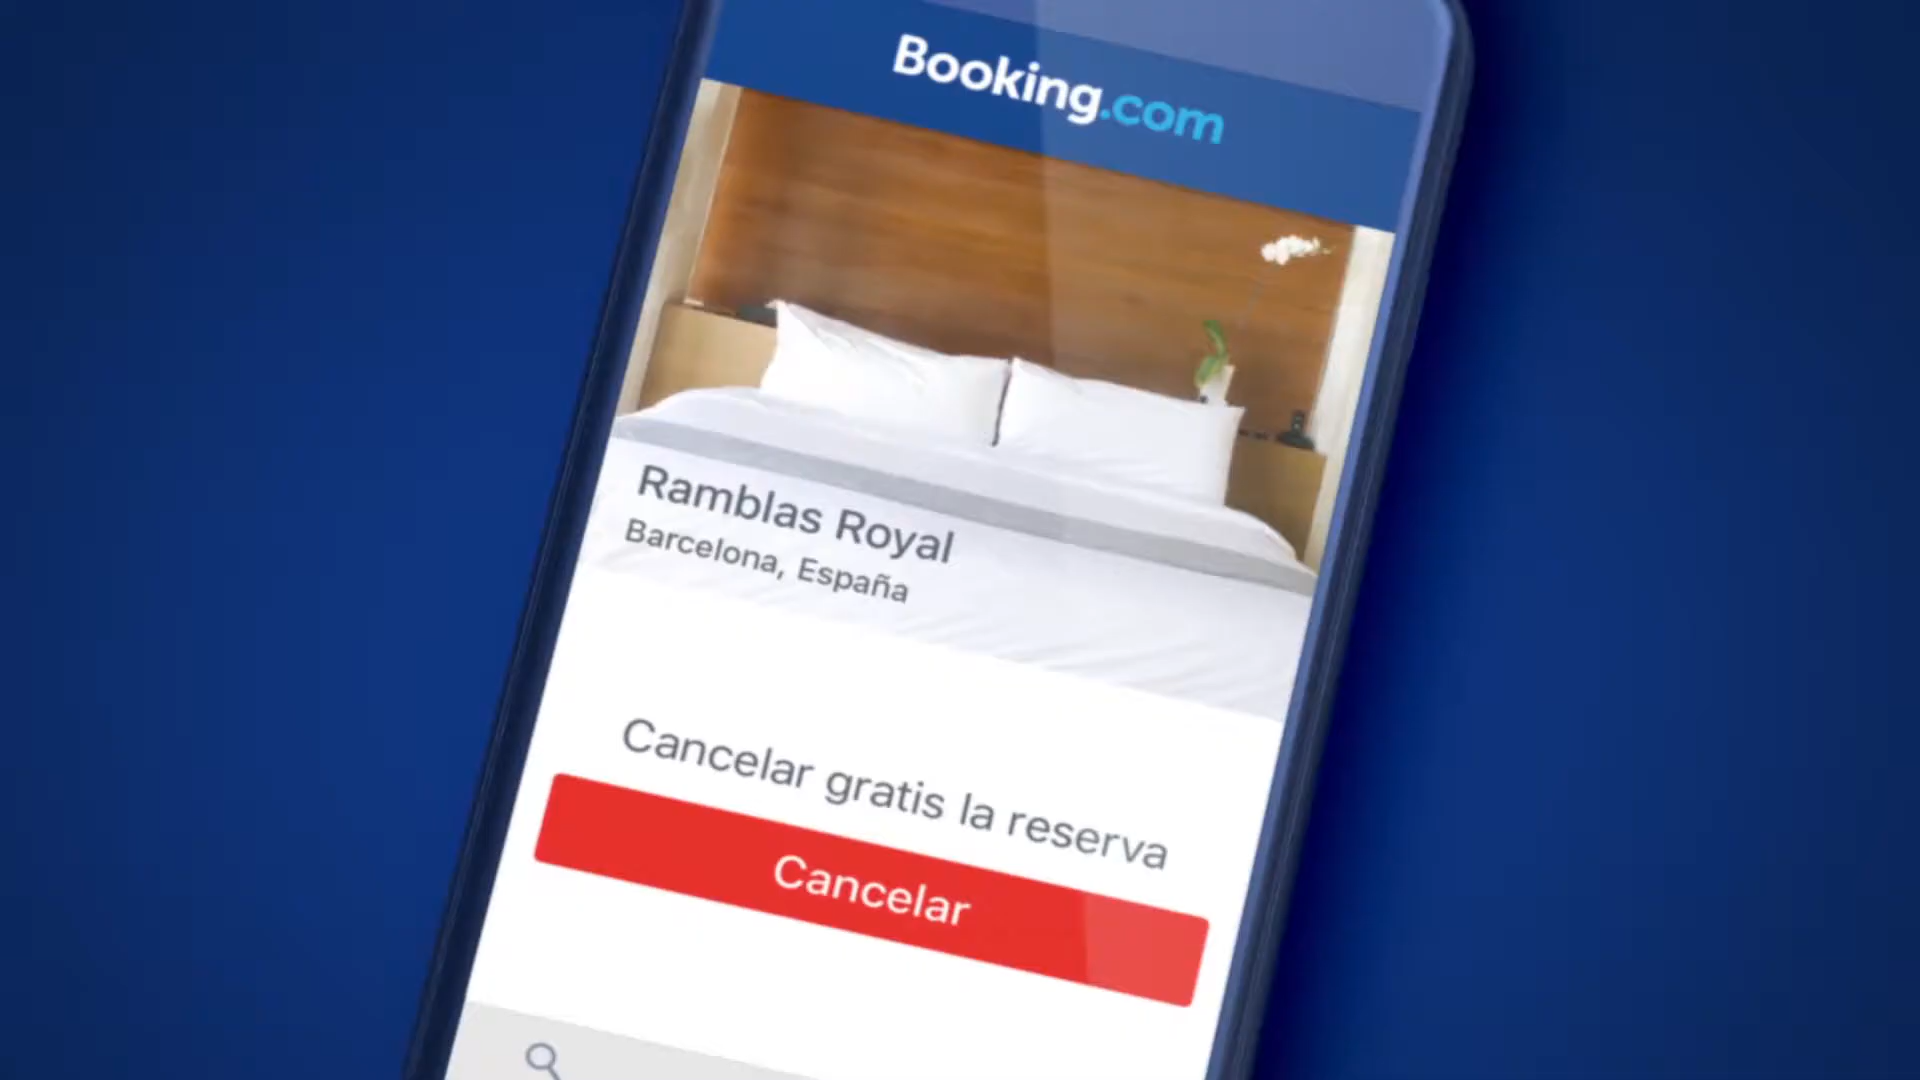 Booking.com
Ramblas Royal
Barcelona, España
Cancelar gratis la reserva
Cancelar